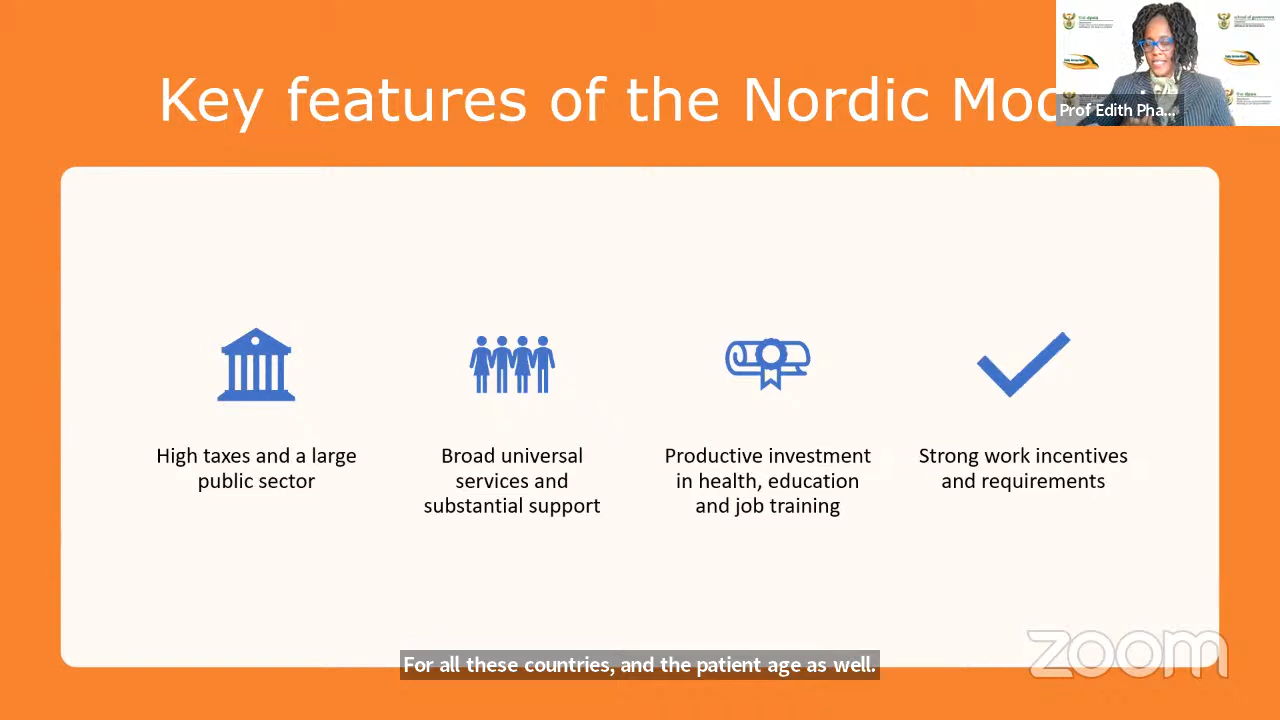 Key features of the Nordic Mod
Prof Edith Pha...
High taxes and a large
public sector
Broad universal
services and
substantial support
Productive investment
in health, education
and job training
Strong work incentives
and requirements
For all these countries, and the patient age as well.
zoom